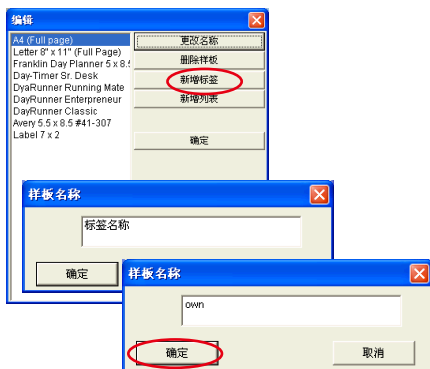 编辑
A4 (Full page)
Letter 8" x 11" (Full Page)
Franklin Day Planner 5 x 8.5
Day-Timer Sr. Desk
DyaRunner Running Mate
DayRunner Enterpreneur
DayRunner Classic
Avery 5.5 x 8.5 #41-307
Label 7 x 2
更改名称
删除样板
新增标签
新增列表
确定
样板名称
标签名称
确定
样板名称
own
确定
取消